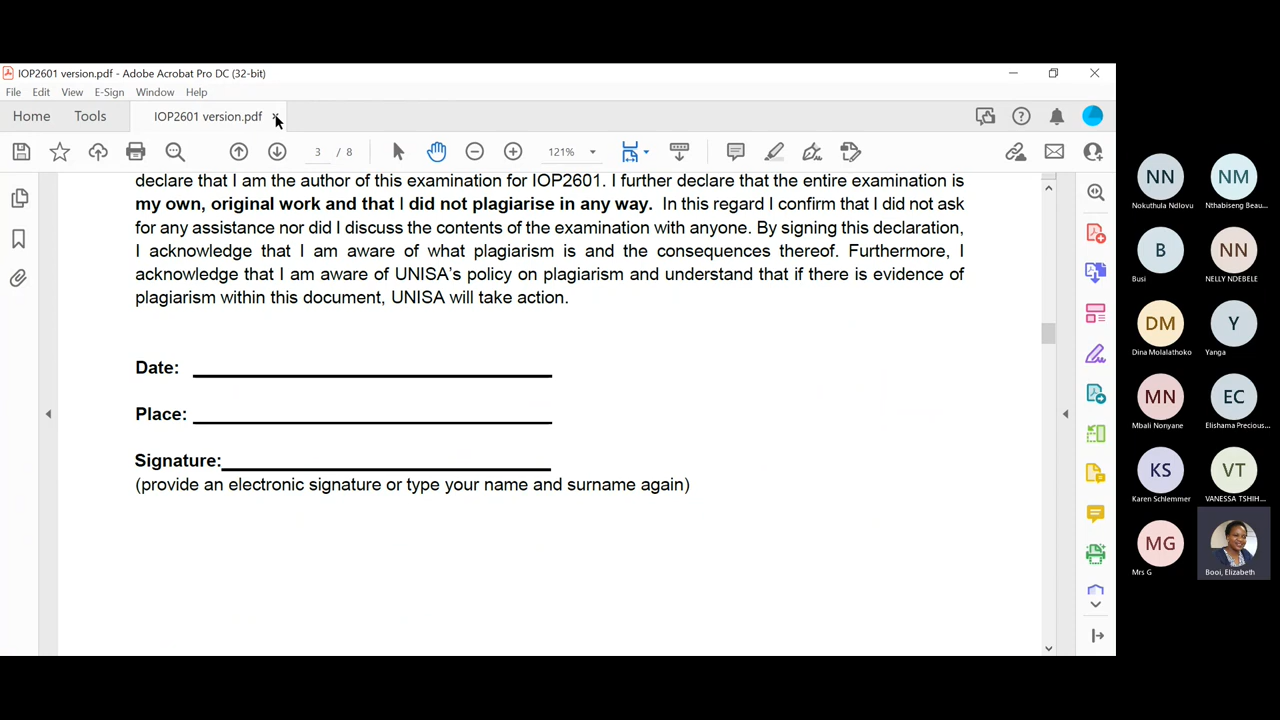 IOP2601 version.pdf - Adobe Acrobat Pro DC (32-bit)
File Edit View E-Sign Window Help
Home Tools IOP2601 version.pdf
3 / 8 121%
declare that I am the author of this examination for IOP2601. I further declare that the entire examination is
my own, original work and that I did not plagiarise in any way. In this regard I confirm that I did not ask
for any assistance nor did I discuss the contents of the examination with anyone. By signing this declaration,
I acknowledge that I am aware of what plagiarism is and the consequences thereof. Furthermore, I
acknowledge that I am aware of UNISA's policy on plagiarism and understand that if there is evidence of
plagiarism within this document, UNISA will take action.
Date:
Place:
Signature:
(provide an electronic signature or type your name and surname again)
NN NM
Nokuthula Ndlovu Nthabiseng Beau...
B NN
Busi NELLY NDEBELE
DM Y
Dina Molalathoko Yanga
MN EC
Mbali Nonyane Elishama Precious...
KS VT
Karen Schlemmer VANESSA TSHIH...
MG
Mrs G Booi, Elizabeth